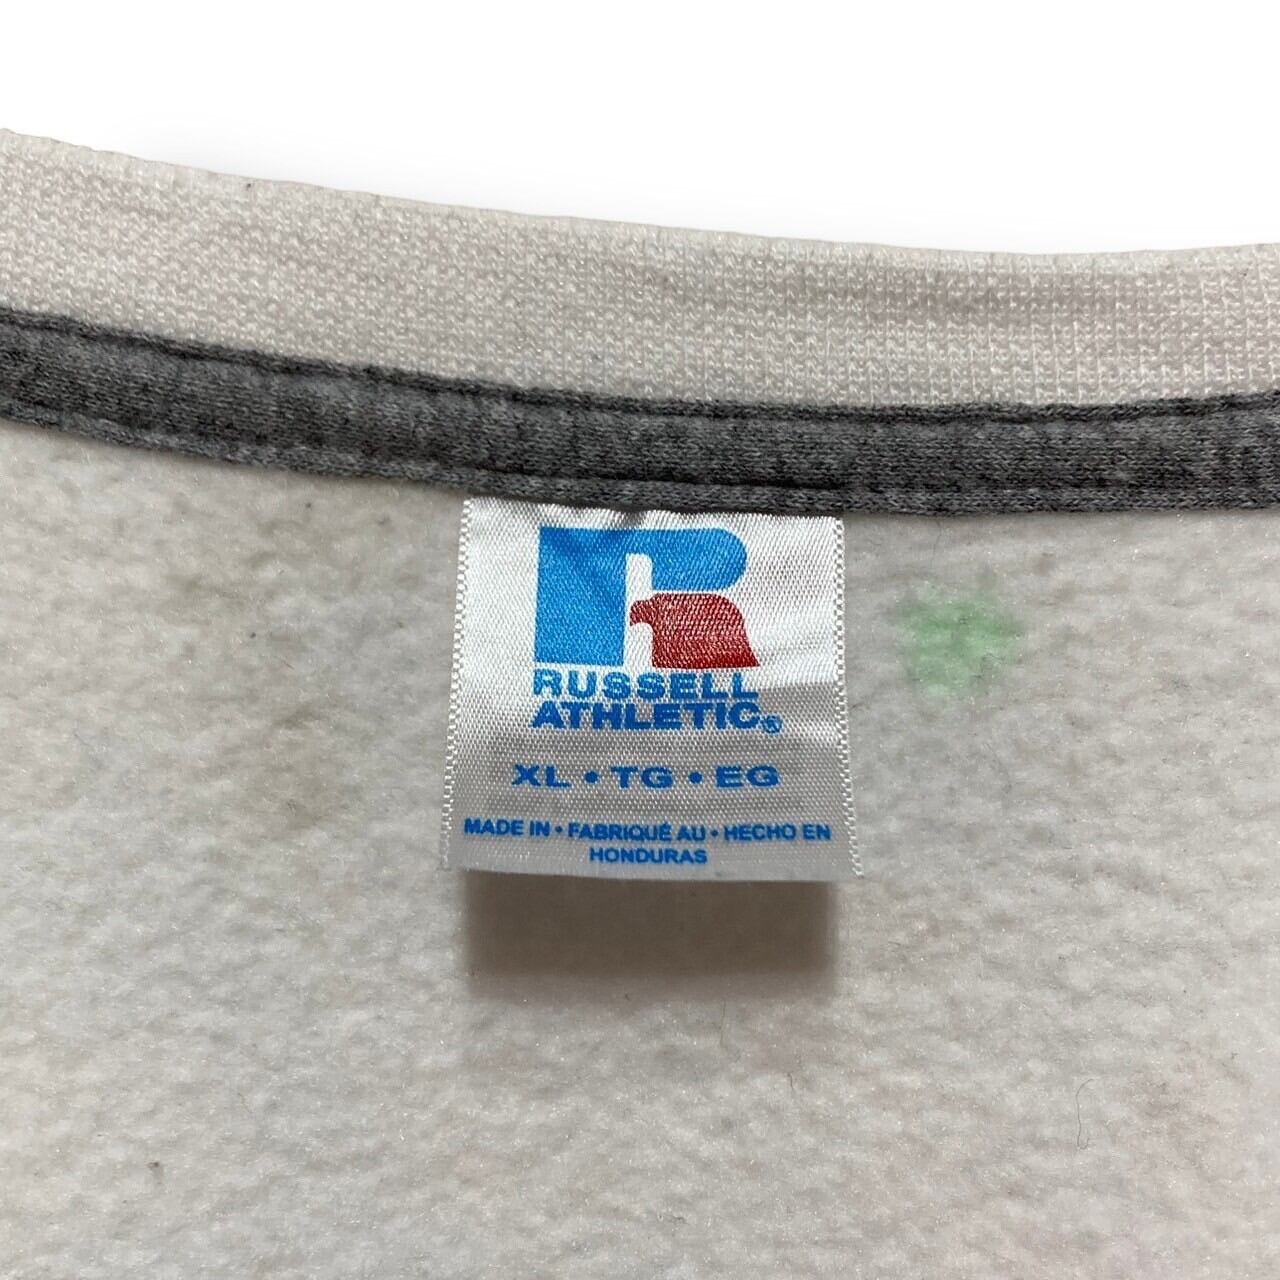 R
RUSSELL
ATHLETIC®
XL • TG • EG
MADE IN • FABRIQUÉ AU • HECHO EN
HONDURAS